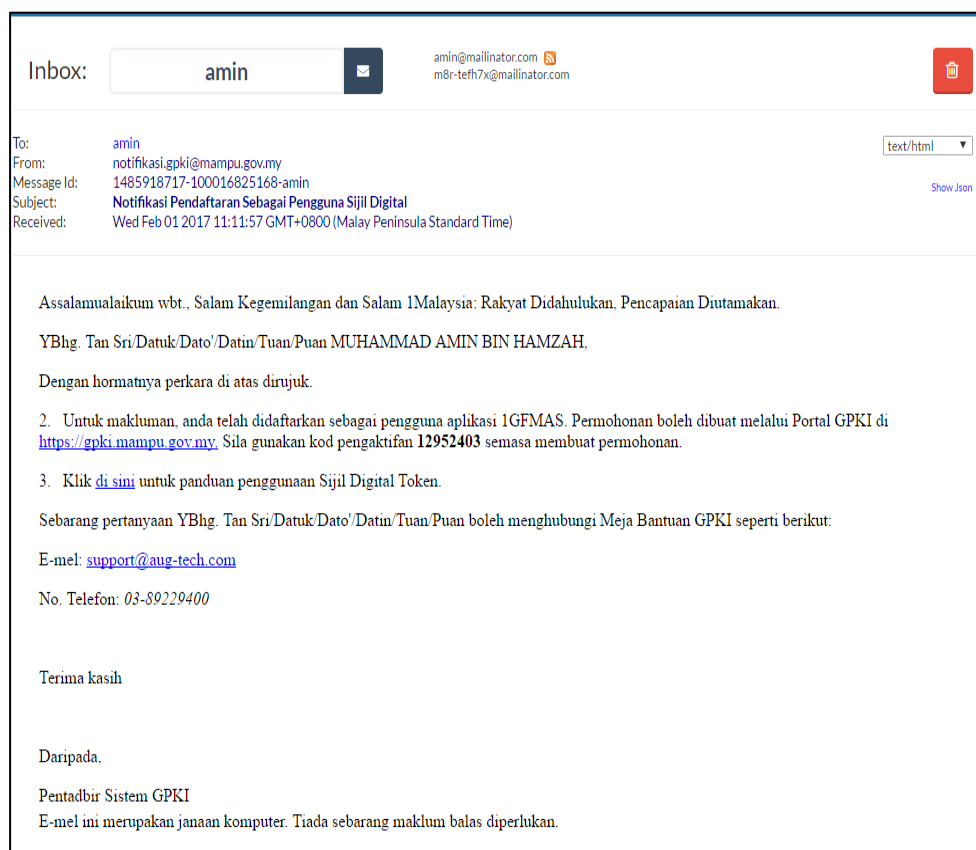 Inbox:
amin
amin@mailinator.com
m8r-tefh7x@mailinator.com
To: amin
text/html
From: notifikasi.gpki@mampu.gov.my
Message Id: 1485918717-100016825168-amin
Show Json
Subject: Notifikasi Pendaftaran Sebagai Pengguna Sijil Digital
Received: Wed Feb 01 2017 11:11:57 GMT+0800 (Malay Peninsula Standard Time)
Assalamualaikum wbt., Salam Kegemilangan dan Salam 1Malaysia: Rakyat Didahulukan, Pencapaian Diutamakan.
YBhg. Tan Sri/Datuk/Dato'/Datin/Tuan/Puan MUHAMMAD AMIN BIN HAMZAH,
Dengan hormatnya perkara di atas dirujuk.
2. Untuk makluman, anda telah didaftarkan sebagai pengguna aplikasi 1GFMAS. Permohonan boleh dibuat melalui Portal GPKI di
https://gpki.mampu.gov.my. Sila gunakan kod pengaktifan 12952403 semasa membuat permohonan.
3. Klik di sini untuk panduan penggunaan Sijil Digital Token.
Sebarang pertanyaan YBhg. Tan Sri/Datuk/Dato'/Datin/Tuan/Puan boleh menghubungi Meja Bantuan GPKI seperti berikut:
E-mel: support@aug-tech.com
No. Telefon: 03-89229400
Terima kasih
Daripada,
Pentadbir Sistem GPKI
E-mel ini merupakan janaan komputer. Tiada sebarang maklum balas diperlukan.